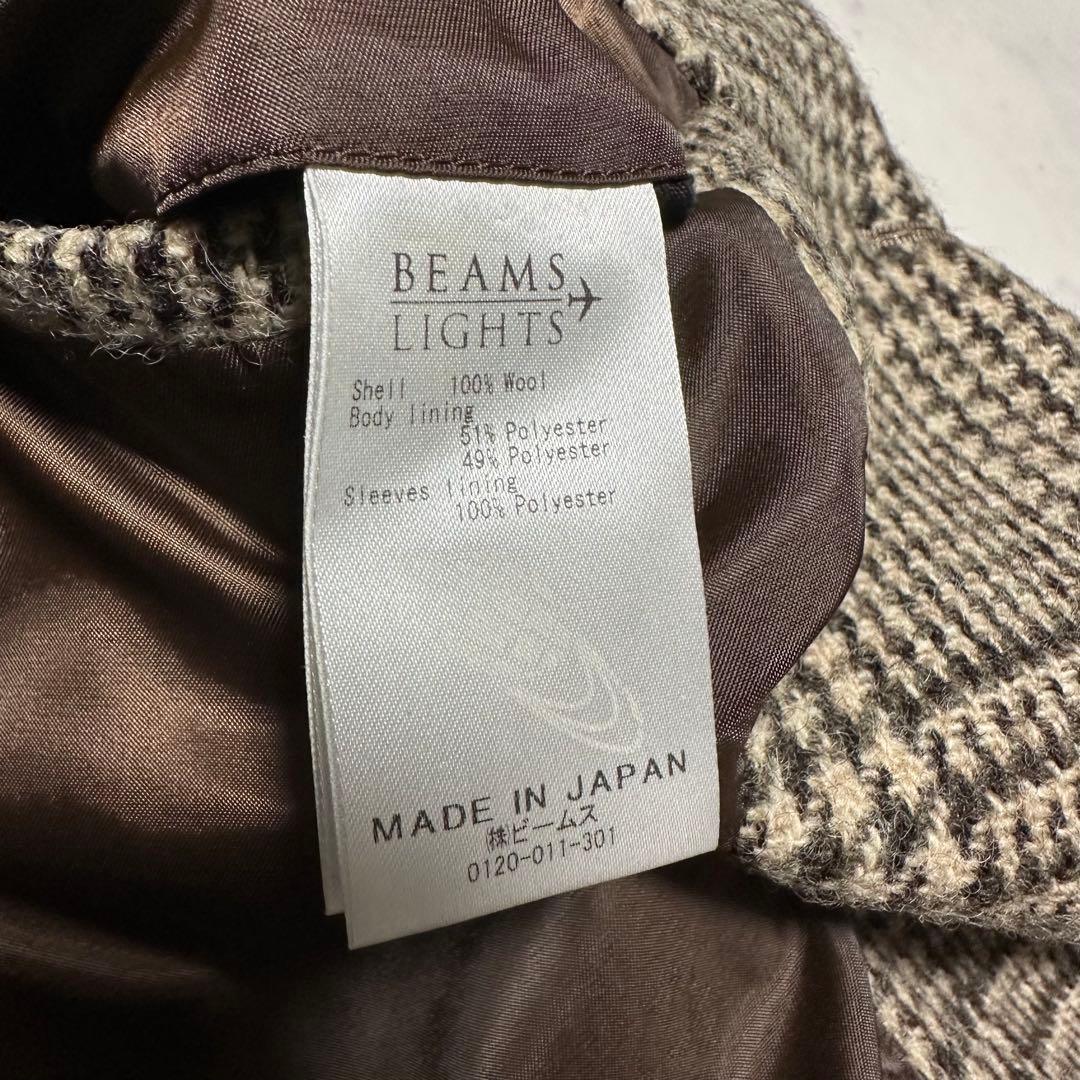 BEAMS
LIGHTS
Shell 100% Wool
Body lining
51% Polyester
49% Polyester
Sleeves lining
100% Polyester
MADE IN JAPAN
㈱ビームス
0120-011-301